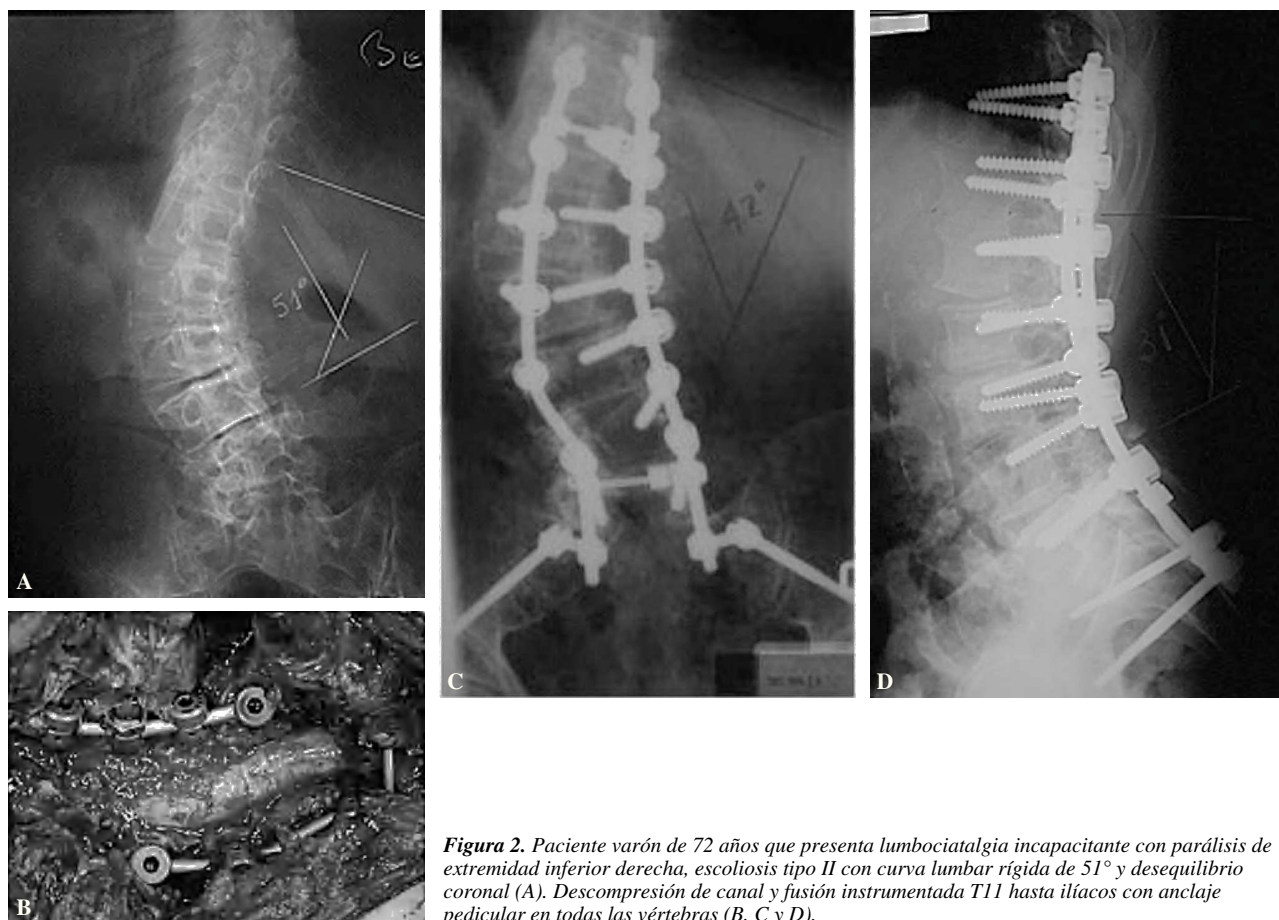 BE
51°
A
42°
C
D
B
Figura 2. Paciente varón de 72 años que presenta lumbociatalgia incapacitante con parálisis de
extremidad inferior derecha, escoliosis tipo II con curva lumbar rígida de 51° y desequilibrio
coronal (A). Descompresión de canal y fusión instrumentada T11 hasta ilíacos con anclaje
pedicular en todas las vértebras (B, C y D).